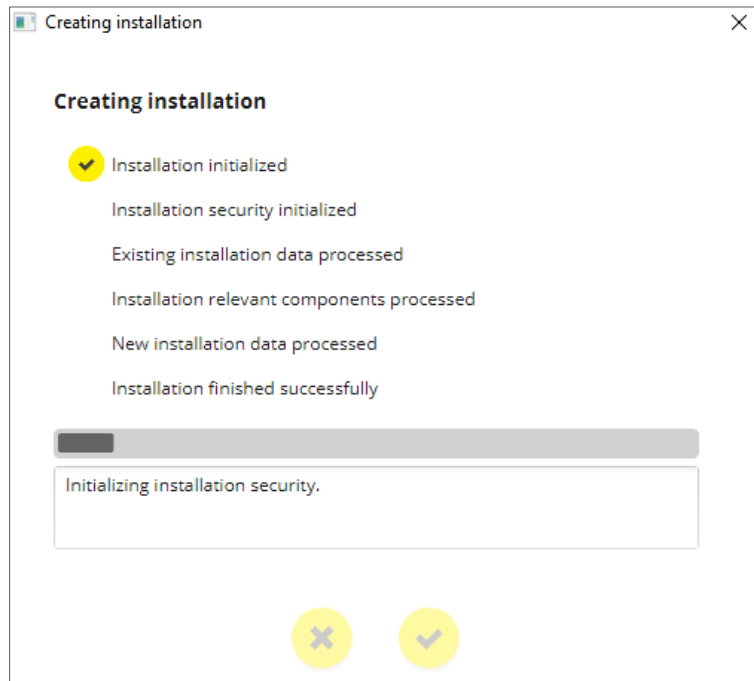 Creating installation
Creating installation
Installation initialized
Installation security initialized
Existing installation data processed
Installation relevant components processed
New installation data processed
Installation finished successfully
Initializing installation security.